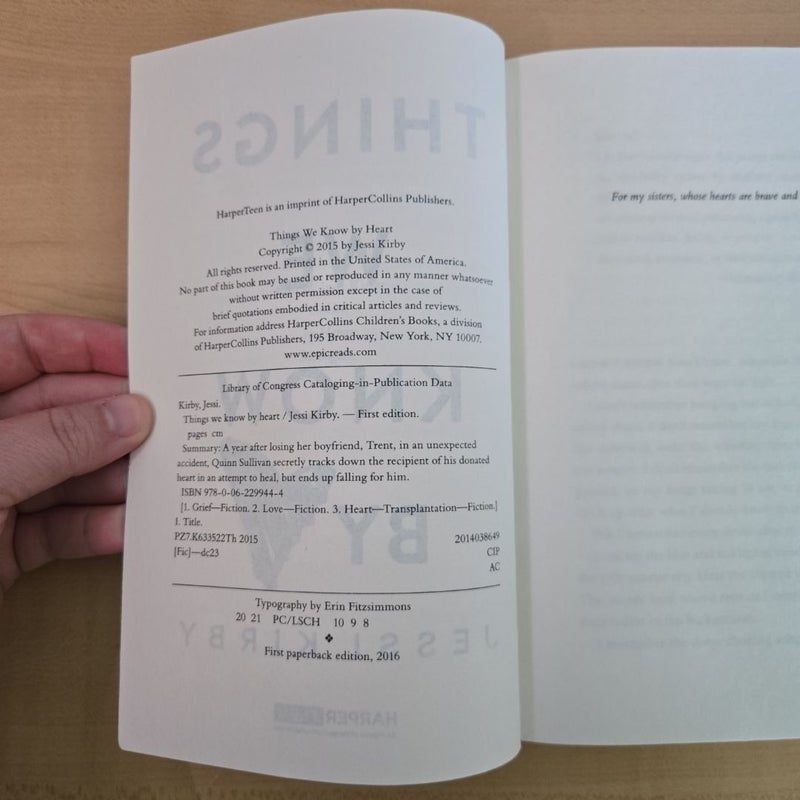 HarperTeen is an imprint of HarperCollins Publishers.
Things We Know by Heart
Copyright © 2015 by Jessi Kirby
All rights reserved. Printed in the United States of America.
No part of this book may be used or reproduced in any manner whatsoever
without written permission except in the case of
brief quotations embodied in critical articles and reviews.
For information address HarperCollins Children's Books, a division
of HarperCollins Publishers, 195 Broadway, New York, NY 10007.
www.epicreads.com
Library of Congress Cataloging-in-Publication Data
Kirby, Jessi.
Things we know by heart / Jessi Kirby. — First edition.
pages cm
Summary: A year after losing her boyfriend, Trent, in an unexpected
accident, Quinn Sullivan secretly tracks down the recipient of his donated
heart in an attempt to heal, but ends up falling for him.
ISBN 978-0-06-229944-4
[1. Grief—Fiction. 2. Love—Fiction. 3. Heart—Transplantation—Fiction.]
I. Title.
PZ7.K633522Th 2015 2014038649
[Fic]—dc23 CIP
AC
Typography by Erin Fitzsimmons
20 21 PC/LSCH 10 9 8
First paperback edition, 2016
For my sisters, whose hearts are brave and
THINGS
KNOW
BY
JESSI KIRBY
HARPER